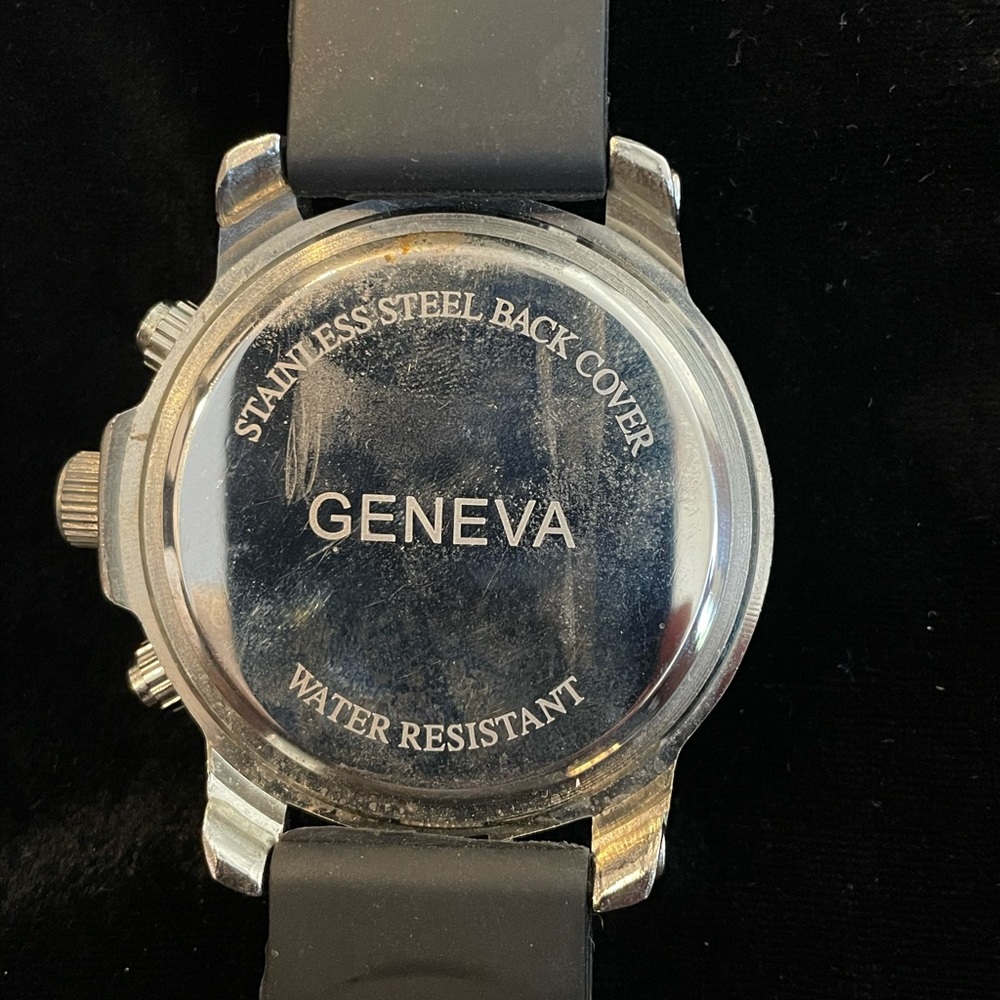 STAINLESS STEEL BACK COVER
GENEVA
WATER RESISTANT